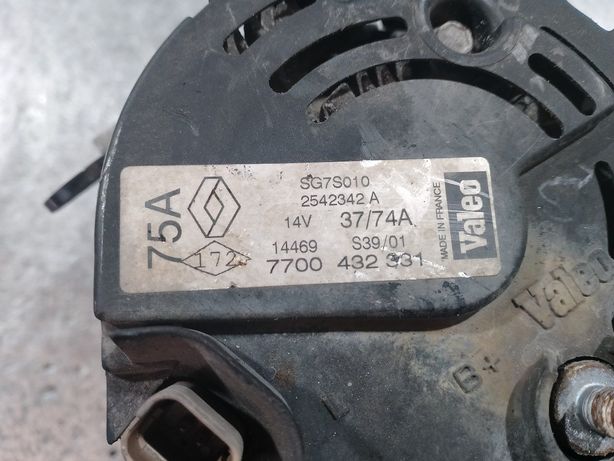 75A
172
SG7S010
2542342 A
14V 37/74A
14469 S39/01
7700 432 331
Valeo
MADE IN FRANCE
Valeo
B+
L